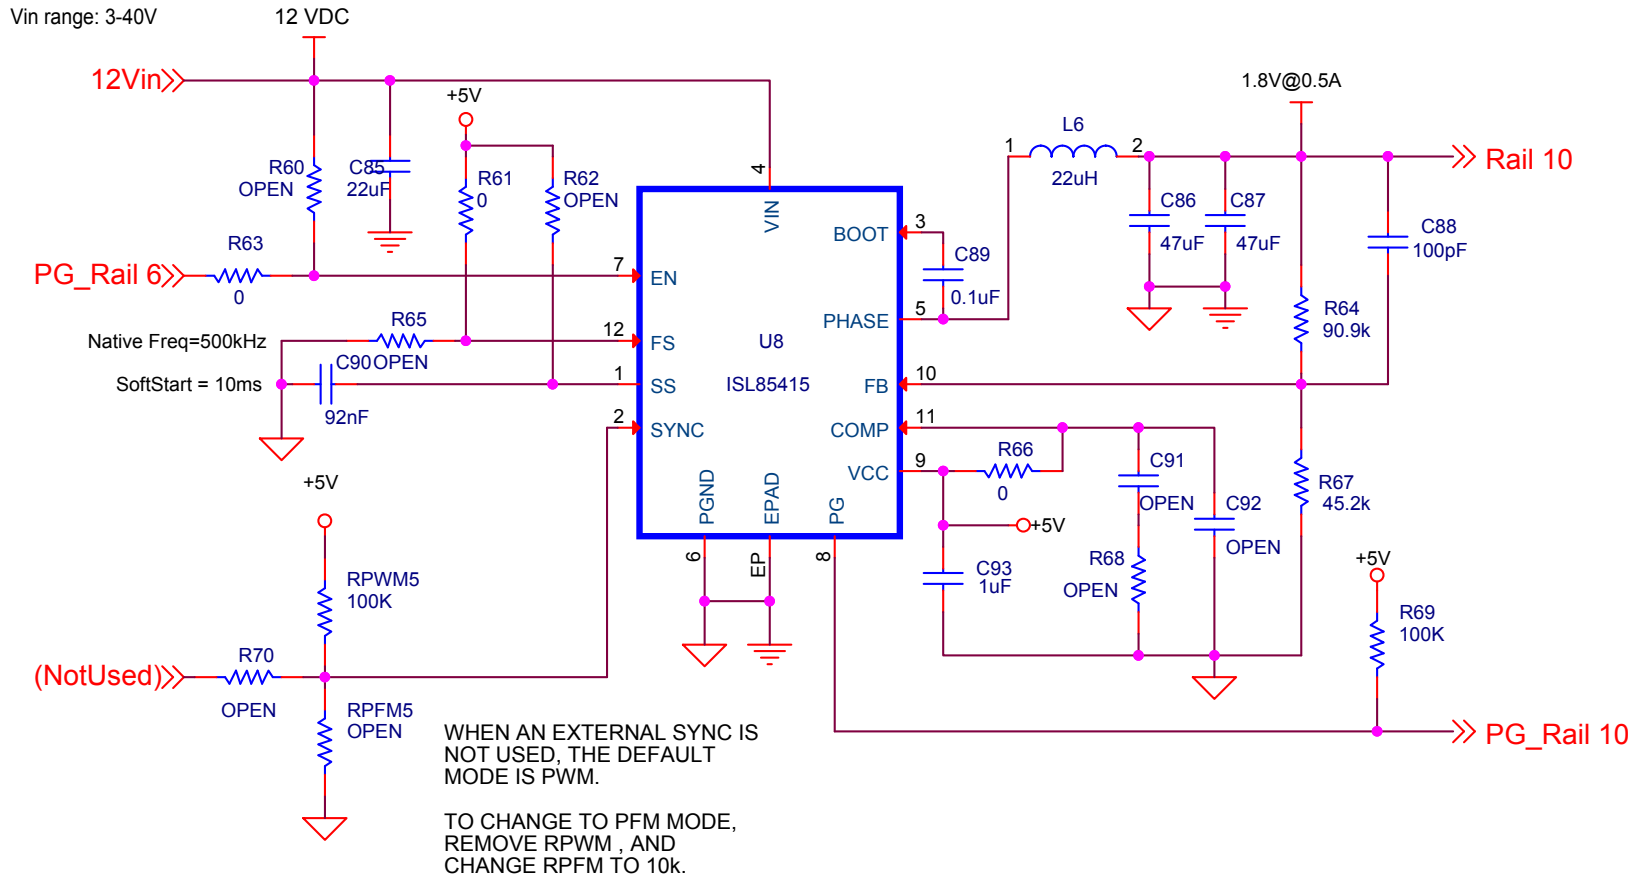 Vin range: 3-40V
12 VDC
12Vin
+5V
1.8V@0.5A
R60
OPEN
C85
22uF
R61
0
R62
OPEN
4
VIN
1
L6
2
22uH
Rail 10
C86
47uF
C87
47uF
C88
100pF
R63
0
PG_Rail 6
7
EN
BOOT
3
C89
0.1uF
PHASE
5
R64
90.9k
Native Freq=500kHz
R65
OPEN
12
FS
U8
ISL85415
SoftStart = 10ms
C90
92nF
1
SS
FB
10
2
SYNC
COMP
11
VCC
9
R66
0
C91
OPEN
C92
OPEN
R67
45.2k
PGND
EPAD
PG
6
EP
8
+5V
C93
1uF
R68
OPEN
+5V
RPWM5
100K
+5V
R69
100K
(NotUsed)
R70
OPEN
RPFM5
OPEN
PG_Rail 10
WHEN AN EXTERNAL SYNC IS
NOT USED, THE DEFAULT
MODE IS PWM.
TO CHANGE TO PFM MODE,
REMOVE RPWM , AND
CHANGE RPFM TO 10k.